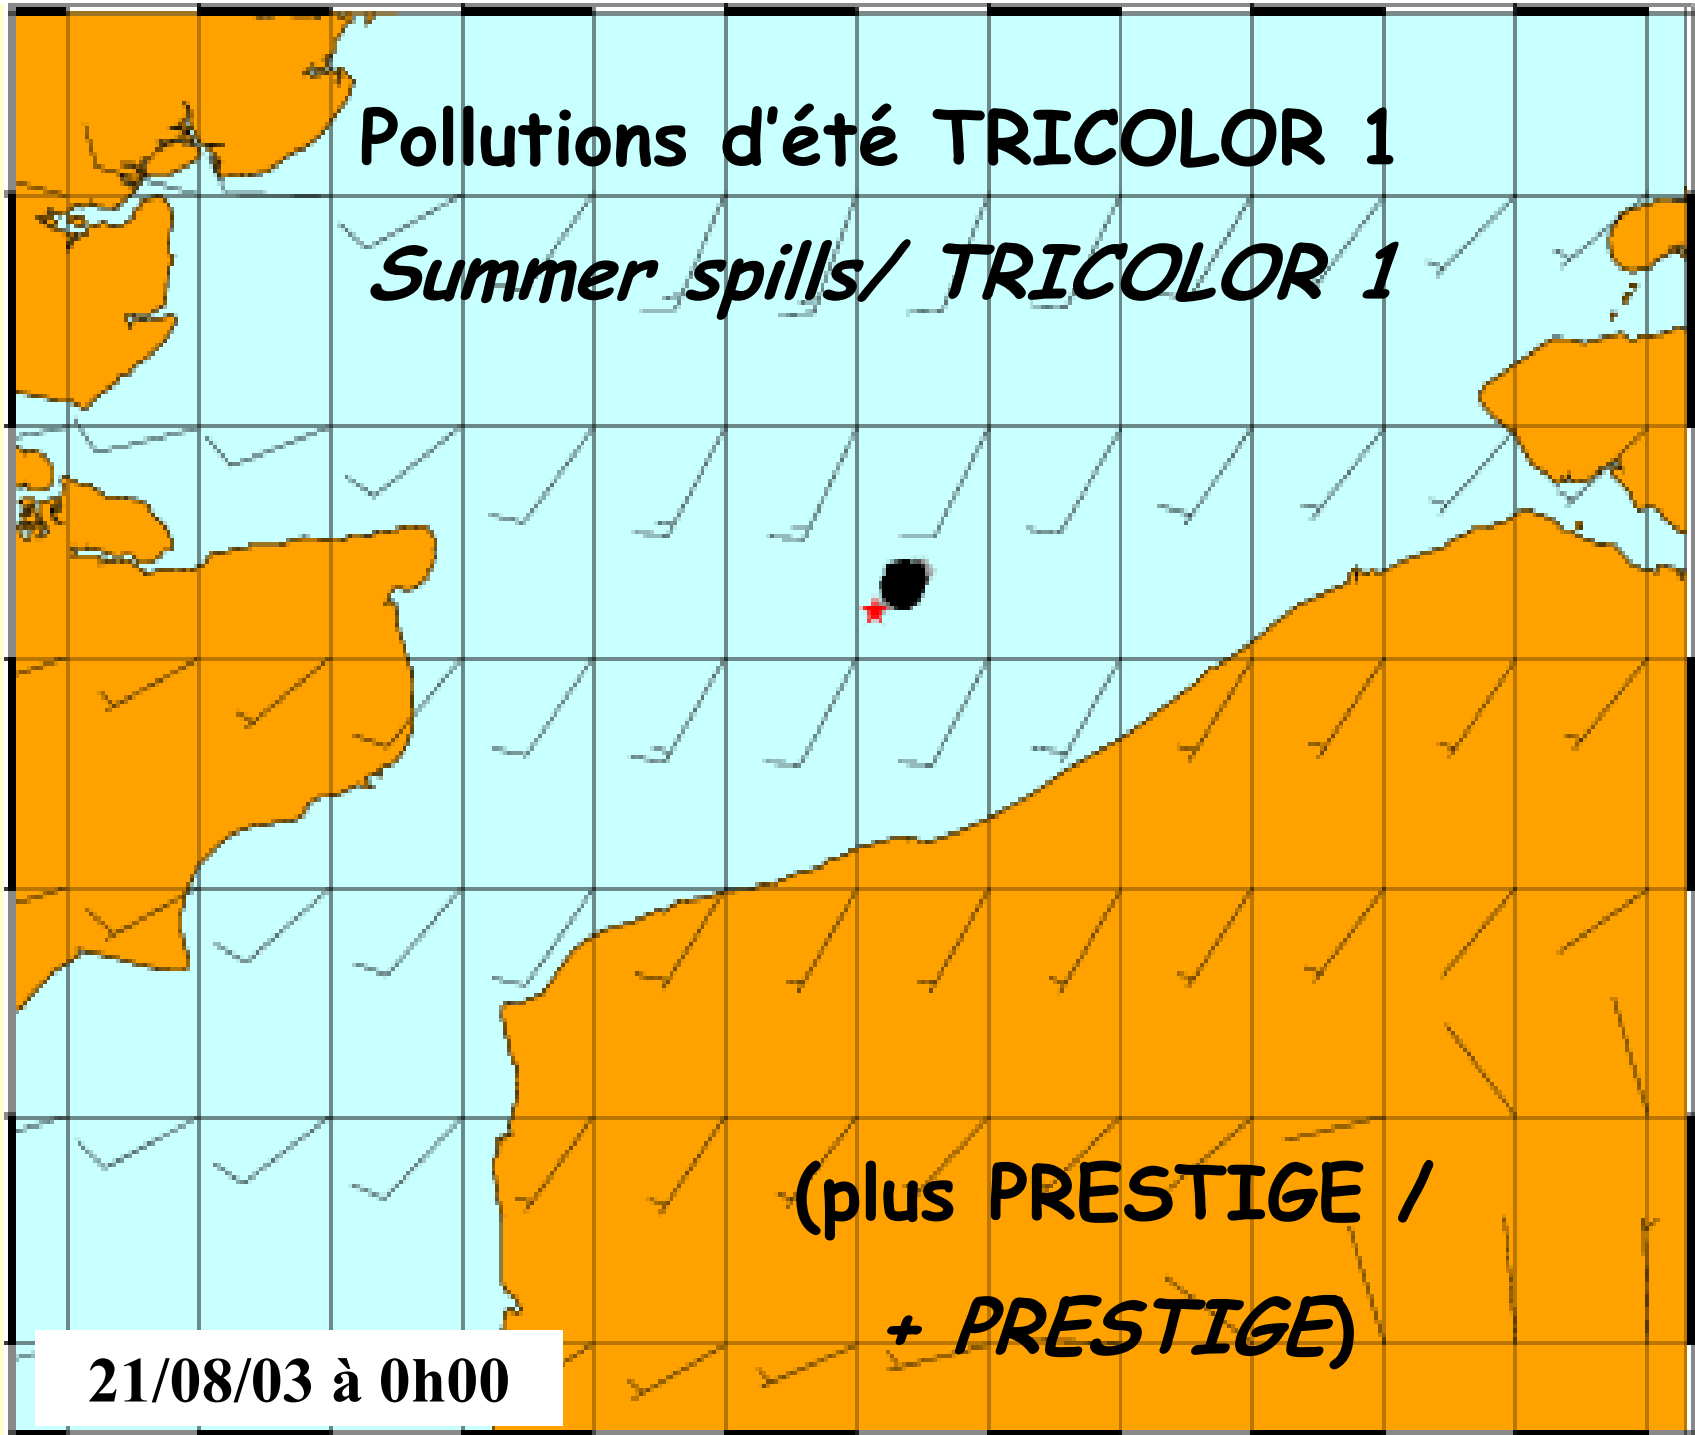 Pollutions d'été TRICOLOR 1
Summer spills/ TRICOLOR 1
(plus PRESTIGE /
+ PRESTIGE)
21/08/03 à 0h00